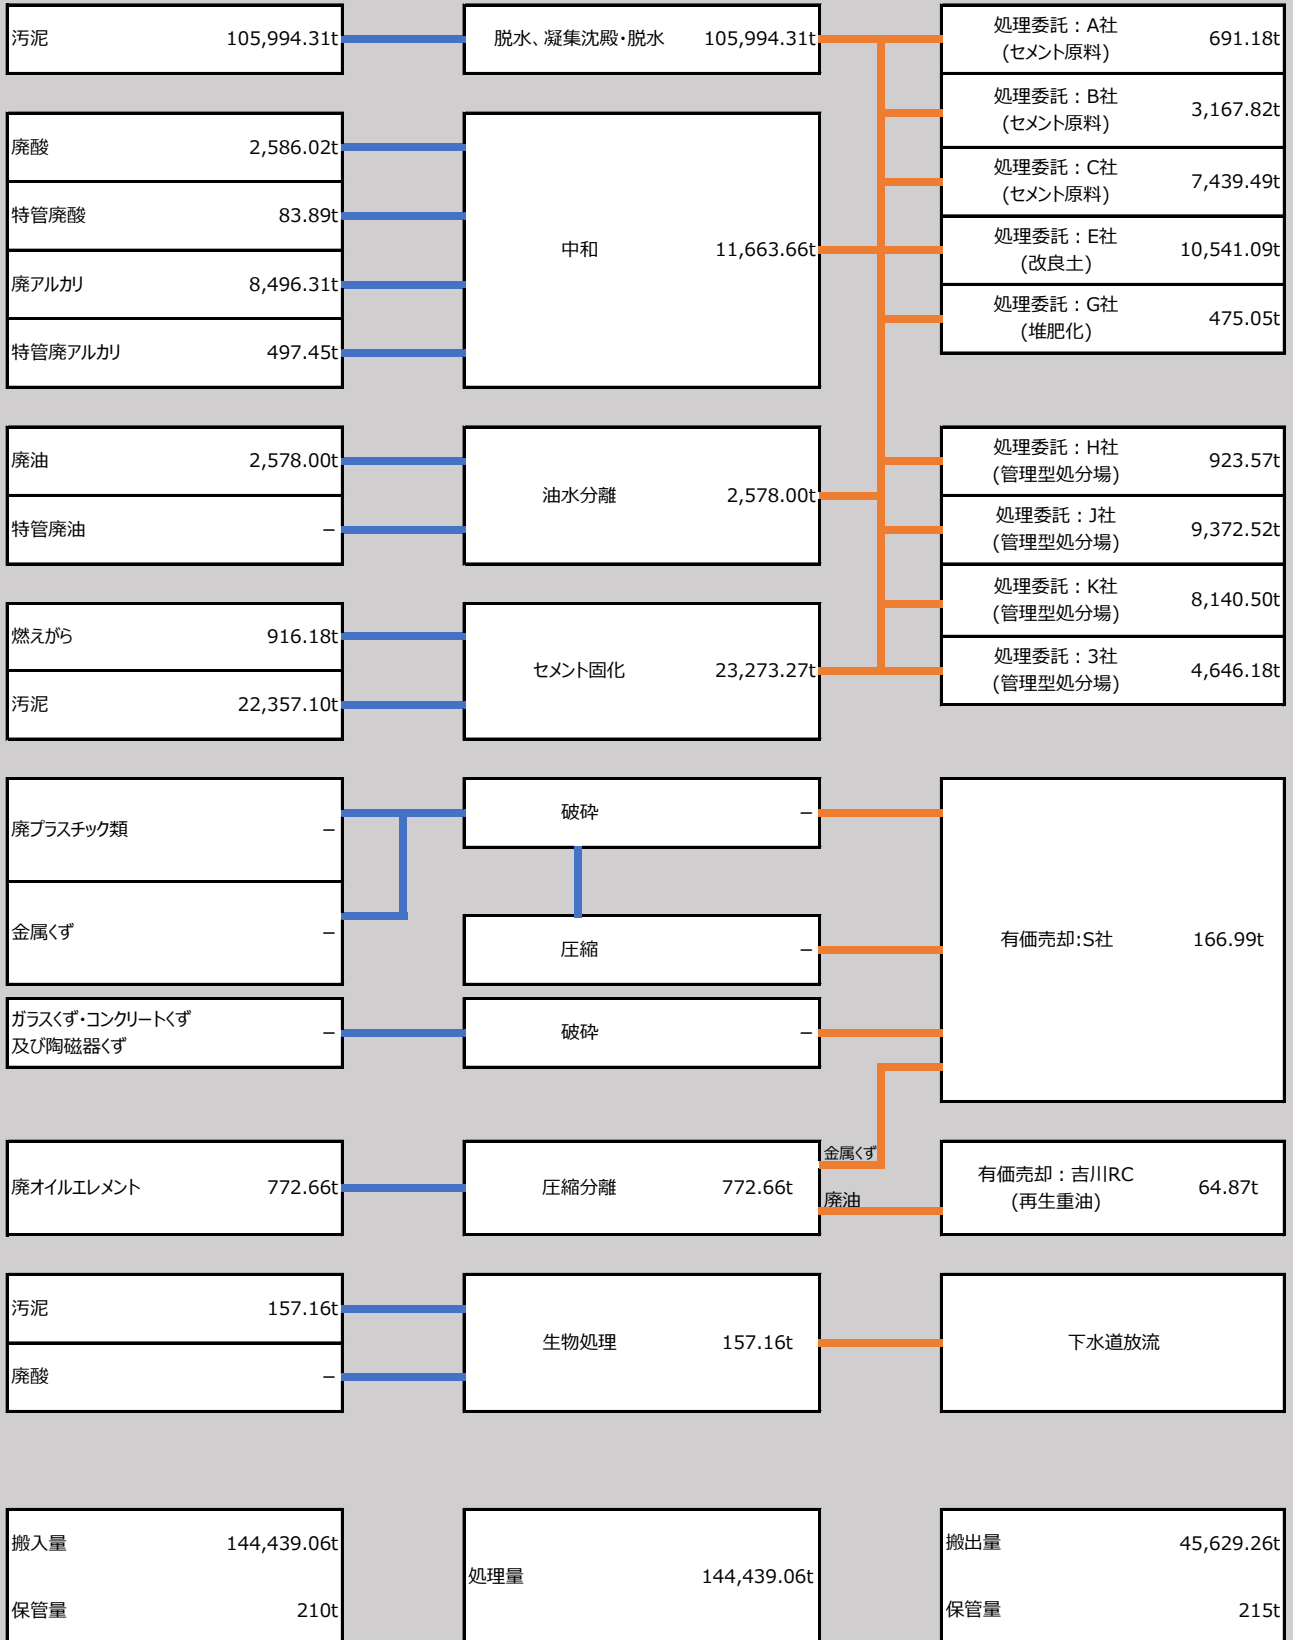 汚泥 105,994.31t
脱水、凝集沈殿・脱水 105,994.31t
処理委託：A社 691.18t
(セメント原料)
処理委託：B社 3,167.82t
(セメント原料)
処理委託：C社 7,439.49t
(セメント原料)
処理委託：E社 10,541.09t
(改良土)
処理委託：G社 475.05t
(堆肥化)
廃酸 2,586.02t
特管廃酸 83.89t
廃アルカリ 8,496.31t
特管廃アルカリ 497.45t
中和 11,663.66t
廃油 2,578.00t
特管廃油 –
油水分離 2,578.00t
処理委託：H社 923.57t
(管理型処分場)
処理委託：J社 9,372.52t
(管理型処分場)
処理委託：K社 8,140.50t
(管理型処分場)
処理委託：3社 4,646.18t
(管理型処分場)
燃えがら 916.18t
汚泥 22,357.10t
セメント固化 23,273.27t
廃プラスチック類 –
金属くず –
破砕 –
圧縮 –
有価売却:S社 166.99t
ガラスくず・コンクリートくず –
及び陶磁器くず
破砕 –
廃オイルエレメント 772.66t
圧縮分離 772.66t
金属くず
廃油
有価売却：吉川RC 64.87t
(再生重油)
汚泥 157.16t
廃酸 –
生物処理 157.16t
下水道放流
搬入量 144,439.06t
保管量 210t
処理量 144,439.06t
搬出量 45,629.26t
保管量 215t